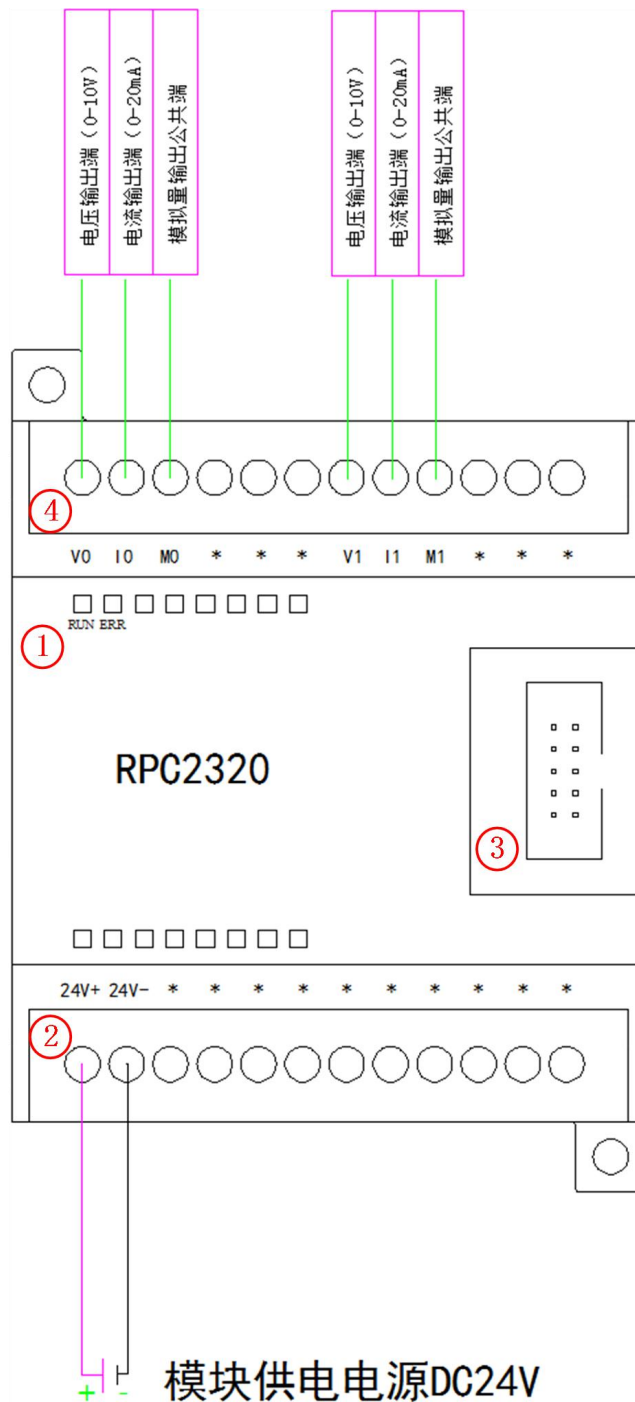 电压输出端（0-10V）
电流输出端（0-20mA）
模拟量输出公共端
电压输出端（0-10V）
电流输出端（0-20mA）
模拟量输出公共端
④
V0 I0 M0 * * * V1 I1 M1 * * *
RUN ERR
①
RPC2320
③
24V+ 24V- * * * * * * * * * *
②
+ -
模块供电电源DC24V